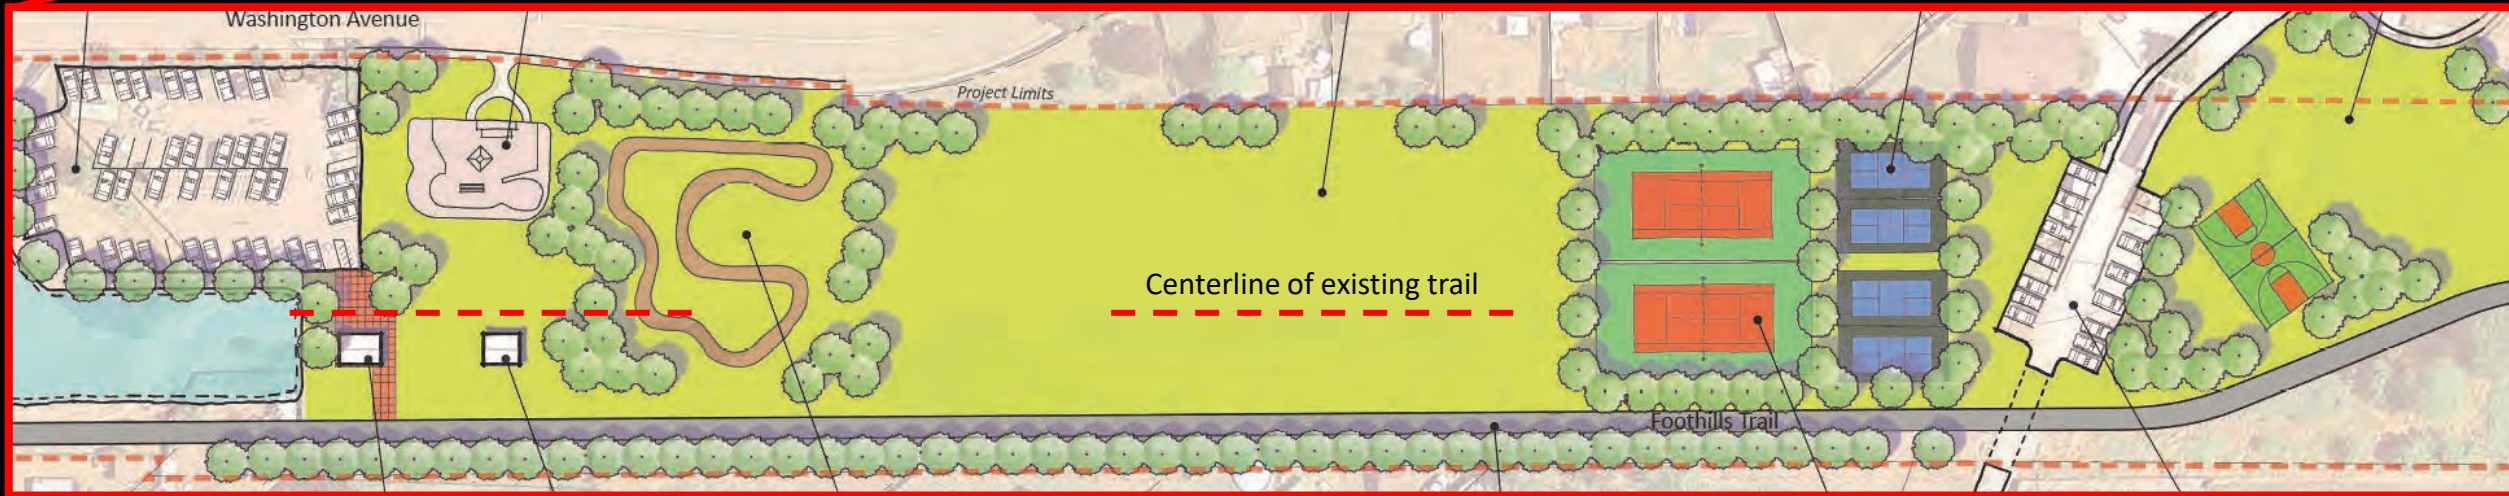 Washington Avenue
Project Limits
Centerline of existing trail
Foothills Trail